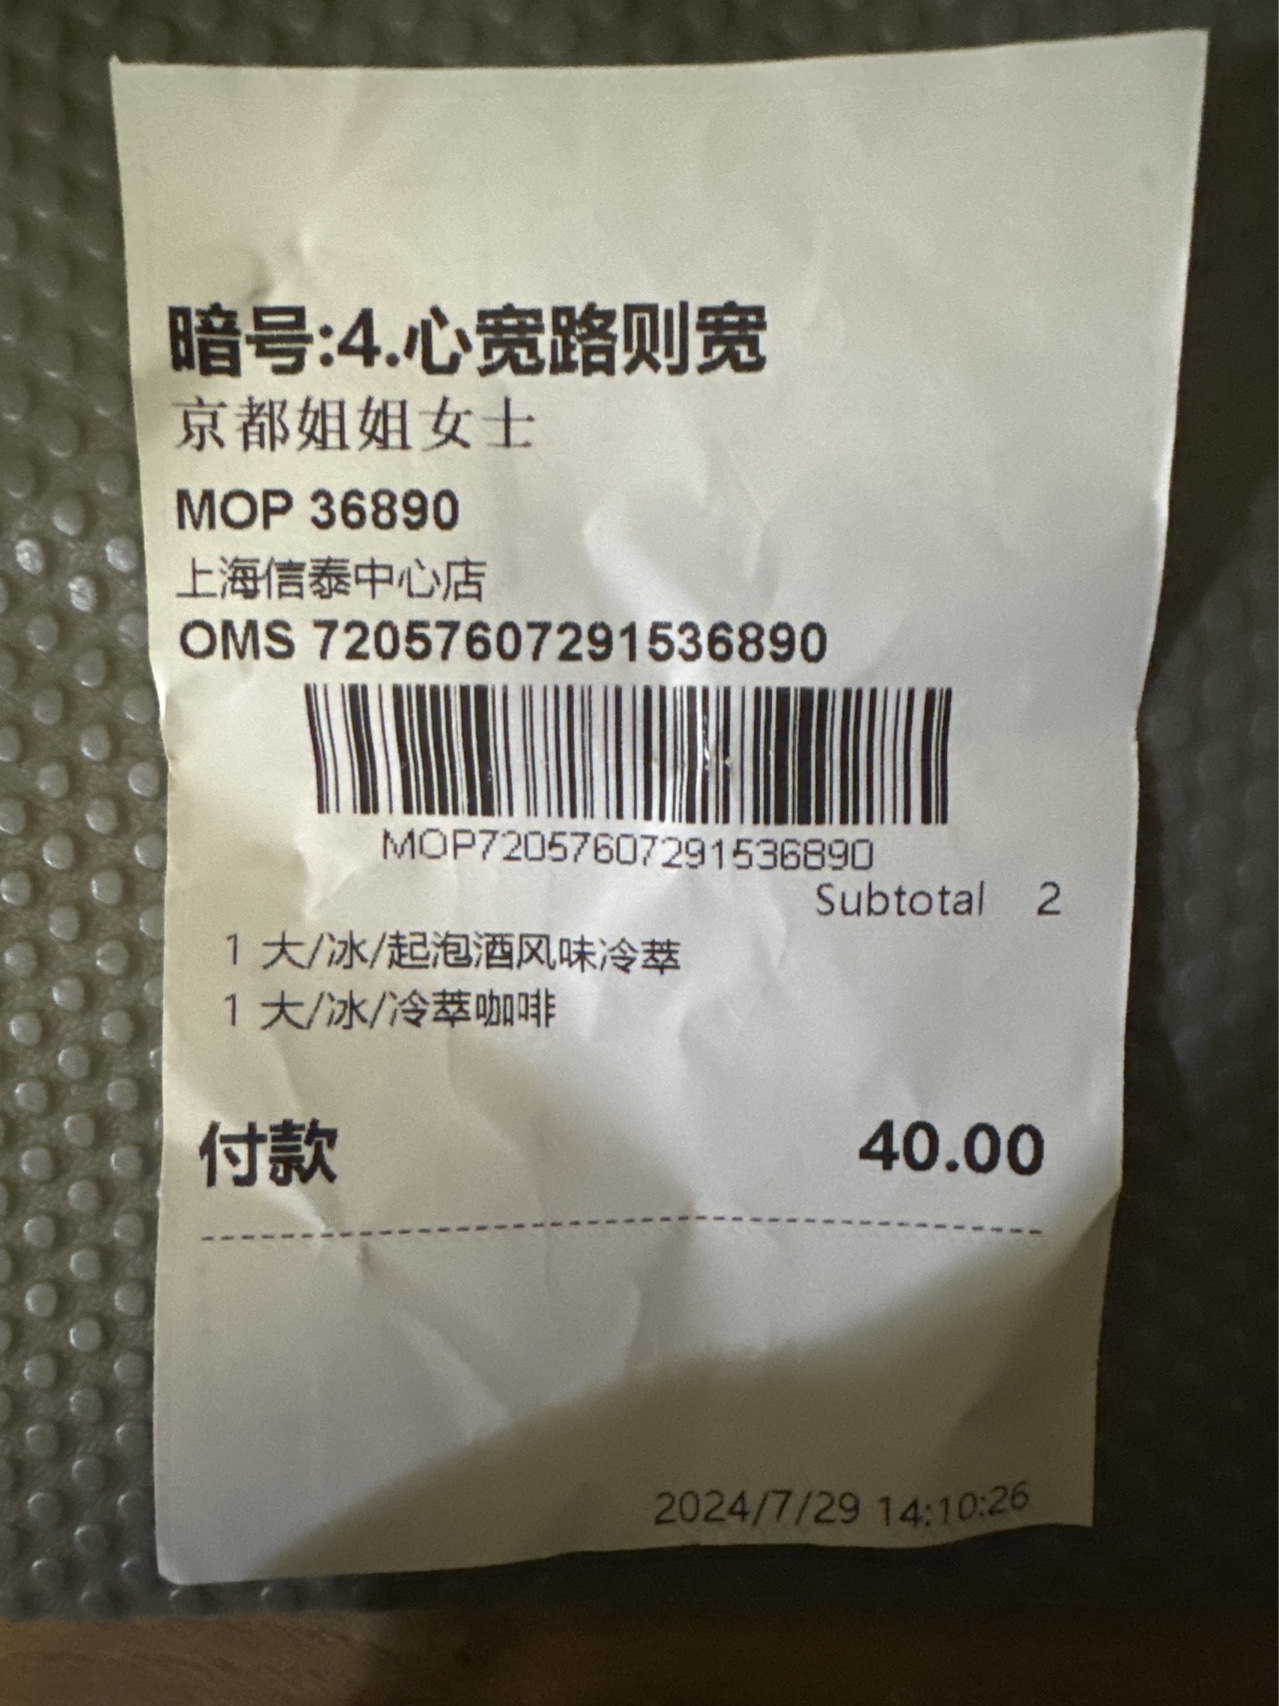 暗号:4.心宽路则宽
京都姐姐女士
MOP 36890
上海信泰中心店
OMS 72057607291536890
MOP72057607291536890
Subtotal 2
1 大/冰/起泡酒风味冷萃
1 大/冰/冷萃咖啡
付款 40.00
2024/7/29 14:10:26